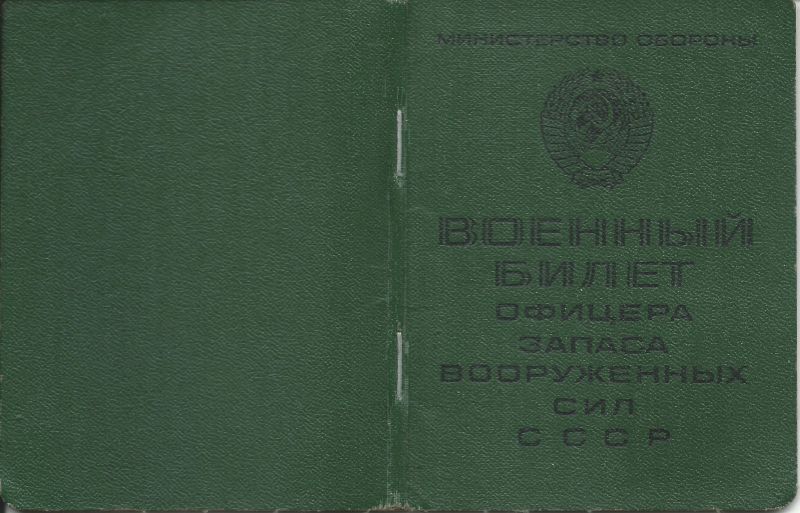 МИНИСТЕРСТВО ОБОРОНЫ
ВОЕННЫЙ
БИЛЕТ
ОФИЦЕРА
ЗАПАСА
ВООРУЖЕННЫХ
СИЛ
СССР